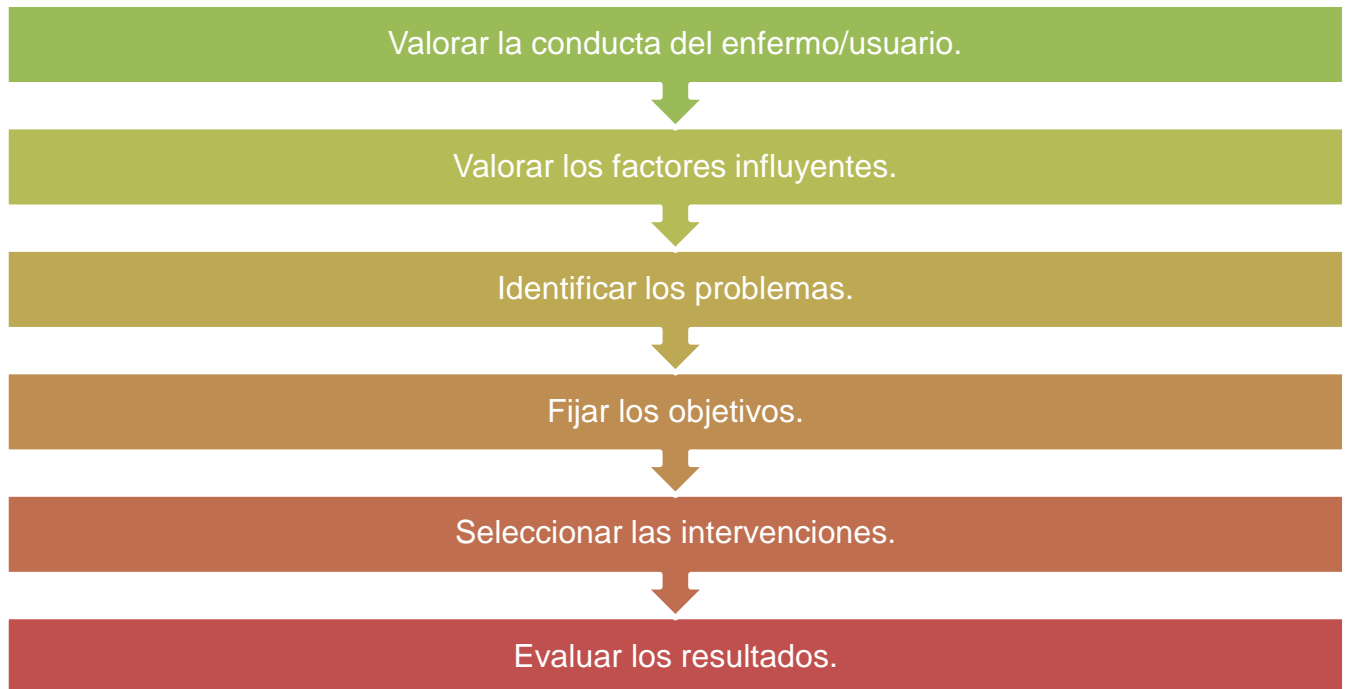 Valorar la conducta del enfermo/usuario.
Valorar los factores influyentes.
Identificar los problemas.
Fijar los objetivos.
Seleccionar las intervenciones.
Evaluar los resultados.